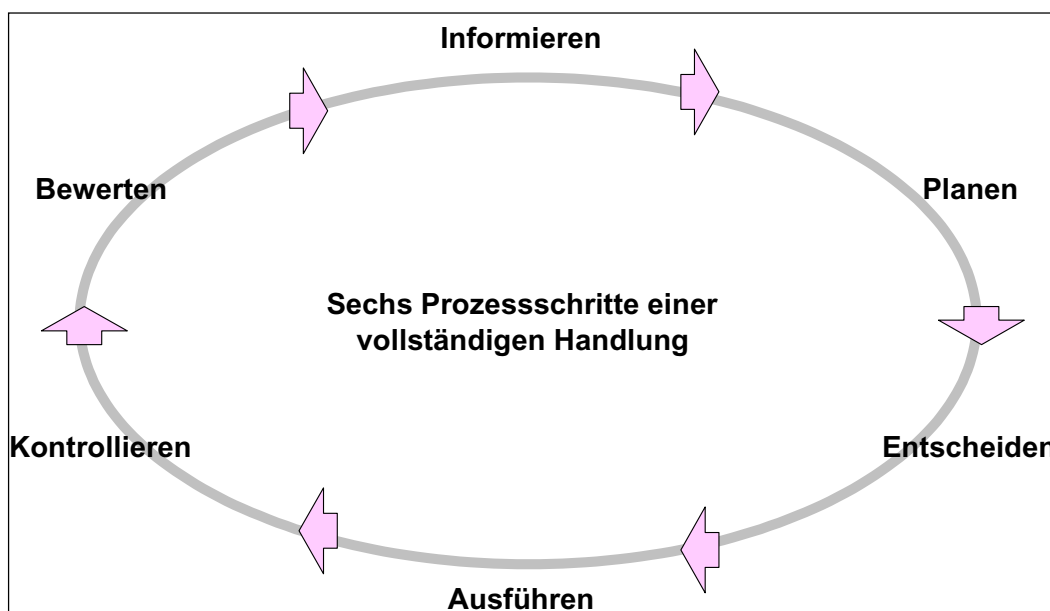 Informieren
Bewerten
Planen
Sechs Prozessschritte einer
vollständigen Handlung
Kontrollieren
Entscheiden
Ausführen